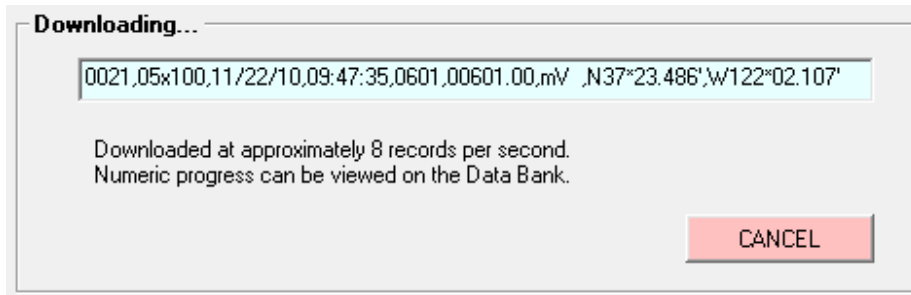 Downloading...
0021,05x100,11/22/10,09:47:35,0601,00601.00,mV  ,N37*23.486',W122*02.107'
Downloaded at approximately 8 records per second.
Numeric progress can be viewed on the Data Bank.
CANCEL